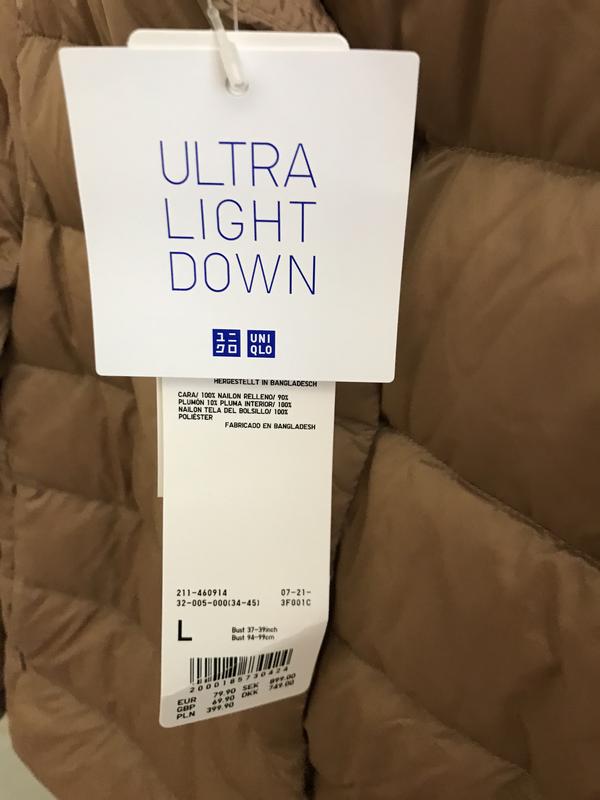 ULTRA
LIGHT
DOWN
ユニ
クロ
UNI
QLO
HERGESTELLT IN BANGLADESCH
CARA/ 100% NAILON RELLENO/ 90%
PLUMÓN 10% PLUMA INTERIOR/ 100%
NAILON TELA DEL BOLSILLO/ 100%
POLIÉSTER
FABRICADO EN BANGLADESH
211-460914 07-21-
32-005-000(34-45) 3F001C
L
Bust 37-39inch
Bust 94-99cm
2000185730424
EUR 79.90 SEK 899.00
GBP 69.90 DKK 749.00
PLN 399.90